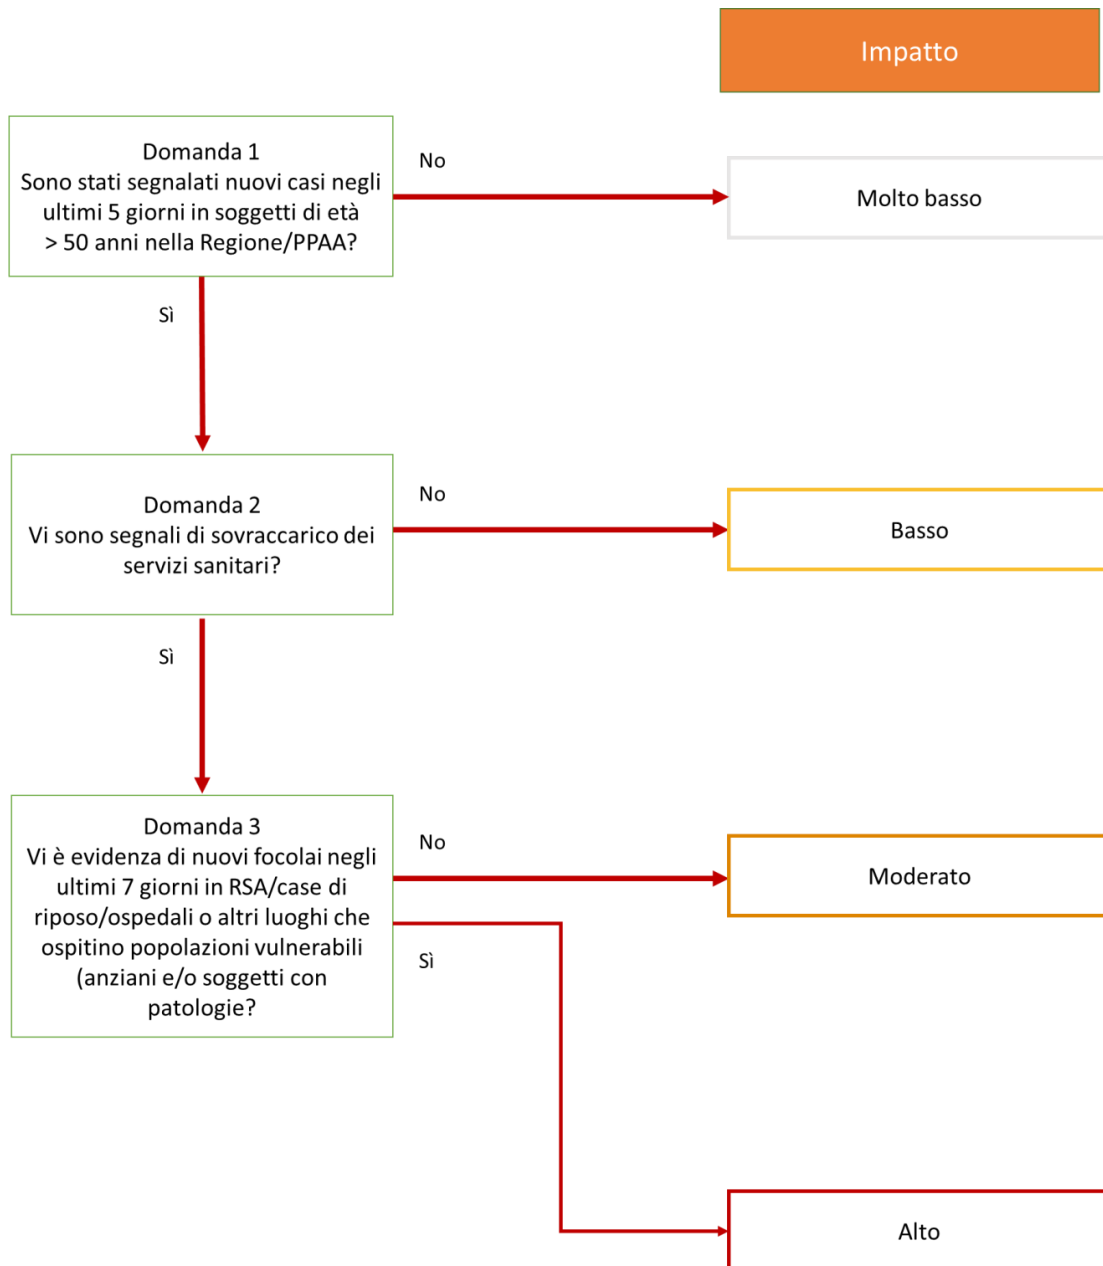 Impatto
Domanda 1
Sono stati segnalati nuovi casi negli
ultimi 5 giorni in soggetti di età
> 50 anni nella Regione/PPAA?
No
Molto basso
Sì
Domanda 2
Vi sono segnali di sovraccarico dei
servizi sanitari?
No
Basso
Sì
Domanda 3
Vi è evidenza di nuovi focolai negli
ultimi 7 giorni in RSA/case di
riposo/ospedali o altri luoghi che
ospitino popolazioni vulnerabili
(anziani e/o soggetti con
patologie?
No
Moderato
Sì
Alto